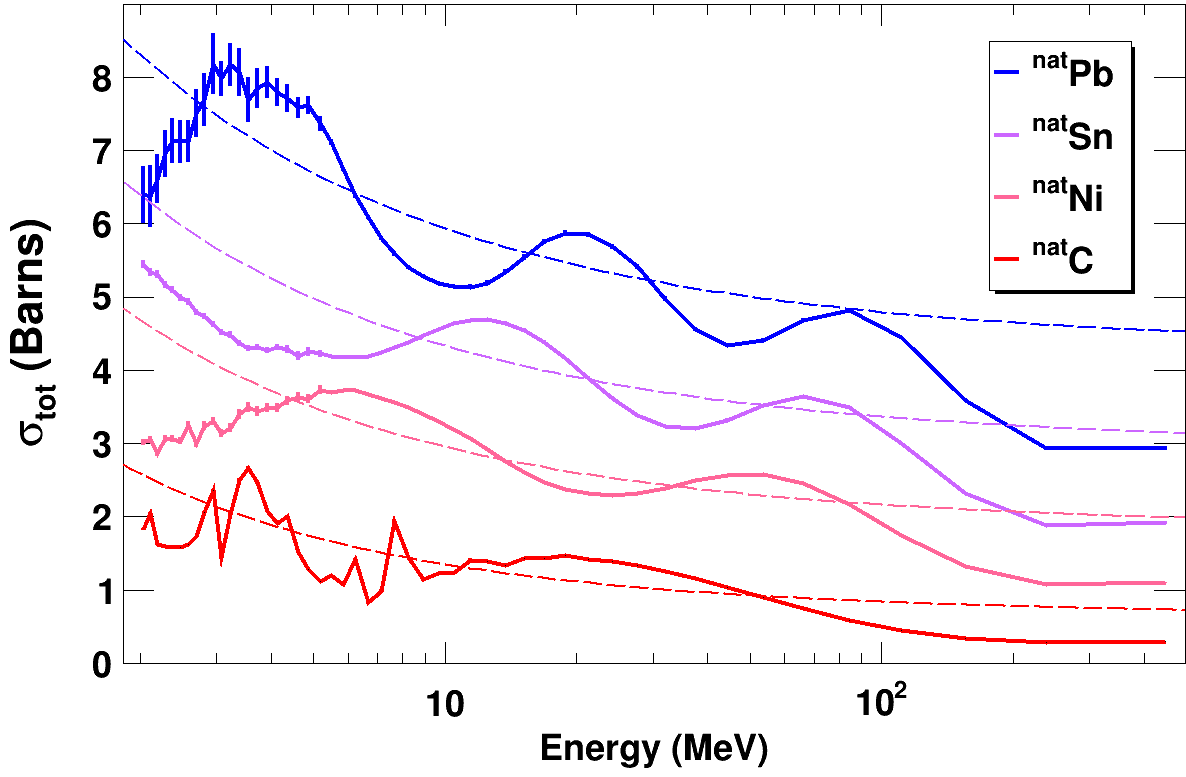 σtot (Barns)
8
7
6
5
4
3
2
1
0
natPb
natSn
natNi
natC
10
10²
Energy (MeV)